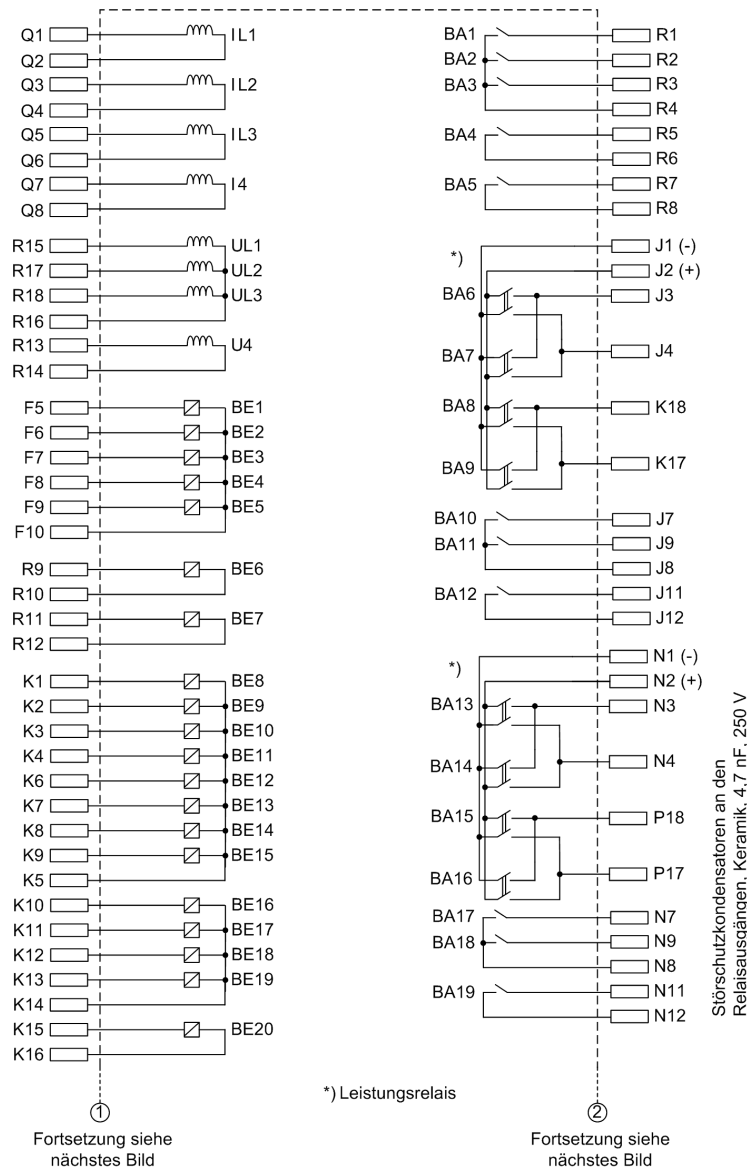 Q1 IL1
Q2
Q3 IL2
Q4
Q5 IL3
Q6
Q7 I4
Q8
R15 UL1
R17 UL2
R18 UL3
R16
R13 U4
R14
F5 BE1
F6 BE2
F7 BE3
F8 BE4
F9 BE5
F10
R9 BE6
R10
R11 BE7
R12
K1 BE8
K2 BE9
K3 BE10
K4 BE11
K6 BE12
K7 BE13
K8 BE14
K9 BE15
K5
K10 BE16
K11 BE17
K12 BE18
K13 BE19
K14
K15 BE20
K16
BA1 R1
BA2 R2
BA3 R3
R4
BA4 R5
R6
BA5 R7
R8
J1 (-)
*)
J2 (+)
BA6 J3
BA7 J4
BA8 K18
BA9 K17
BA10 J7
BA11 J9
J8
BA12 J11
J12
N1 (-)
*)
N2 (+)
BA13 N3
BA14 N4
BA15 P18
BA16 P17
BA17 N7
BA18 N9
N8
BA19 N11
N12
Störschutzkondensatoren an den
Relaisausgängen, Keramik, 4,7 nF, 250 V
*) Leistungsrelais
1
Fortsetzung siehe
nächstes Bild
2
Fortsetzung siehe
nächstes Bild